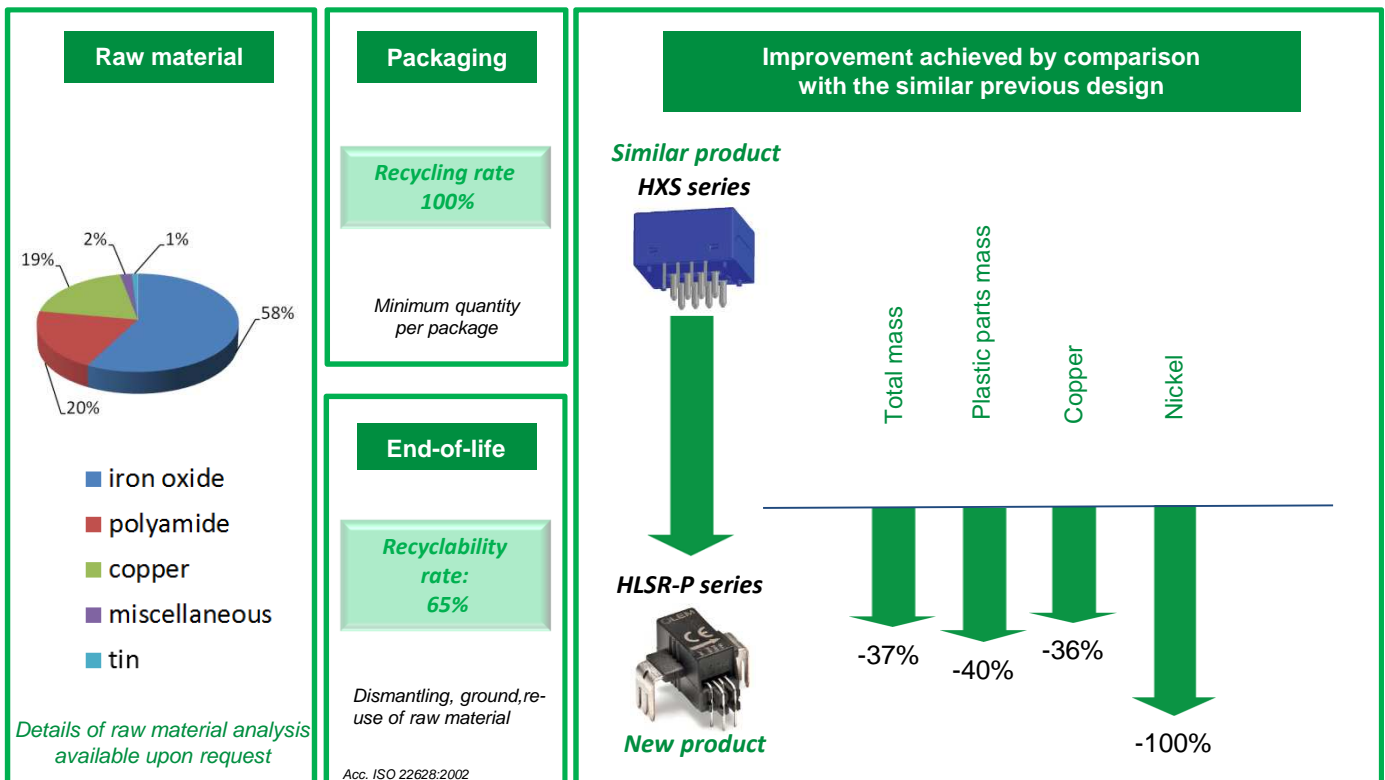 Raw material
2%
1%
19%
58%
20%
iron oxide
polyamide
copper
miscellaneous
tin
Details of raw material analysis
available upon request
Packaging
Recycling rate
100%
Minimum quantity
per package
End-of-life
Recyclability
rate:
65%
Dismantling, ground,re-
use of raw material
Acc. ISO 22628:2002
Improvement achieved by comparison
with the similar previous design
Similar product
HXS series
HLSR-P series
CE
New product
Total mass
Plastic parts mass
Copper
Nickel
-37%
-40%
-36%
-100%